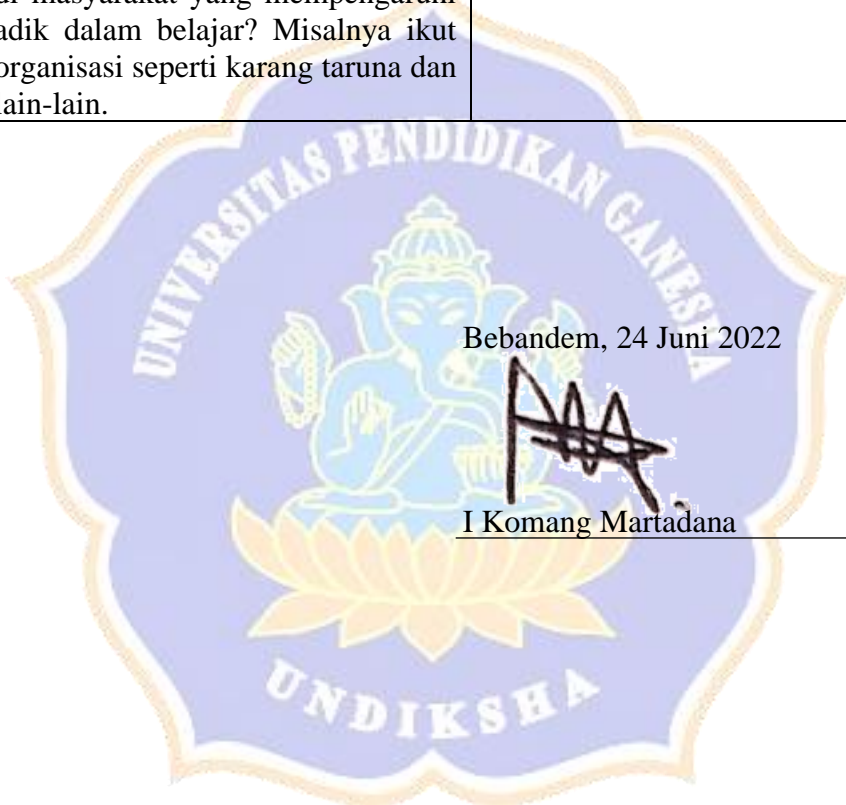 di masyarakat yang mempengaruhi
adik dalam belajar? Misalnya ikut
organisasi seperti karang taruna dan
lain-lain.
UNIVERSITAS PENDIDIKAN GANESHA
Bebandem, 24 Juni 2022
I Komang Martadana
UNDIKSHA